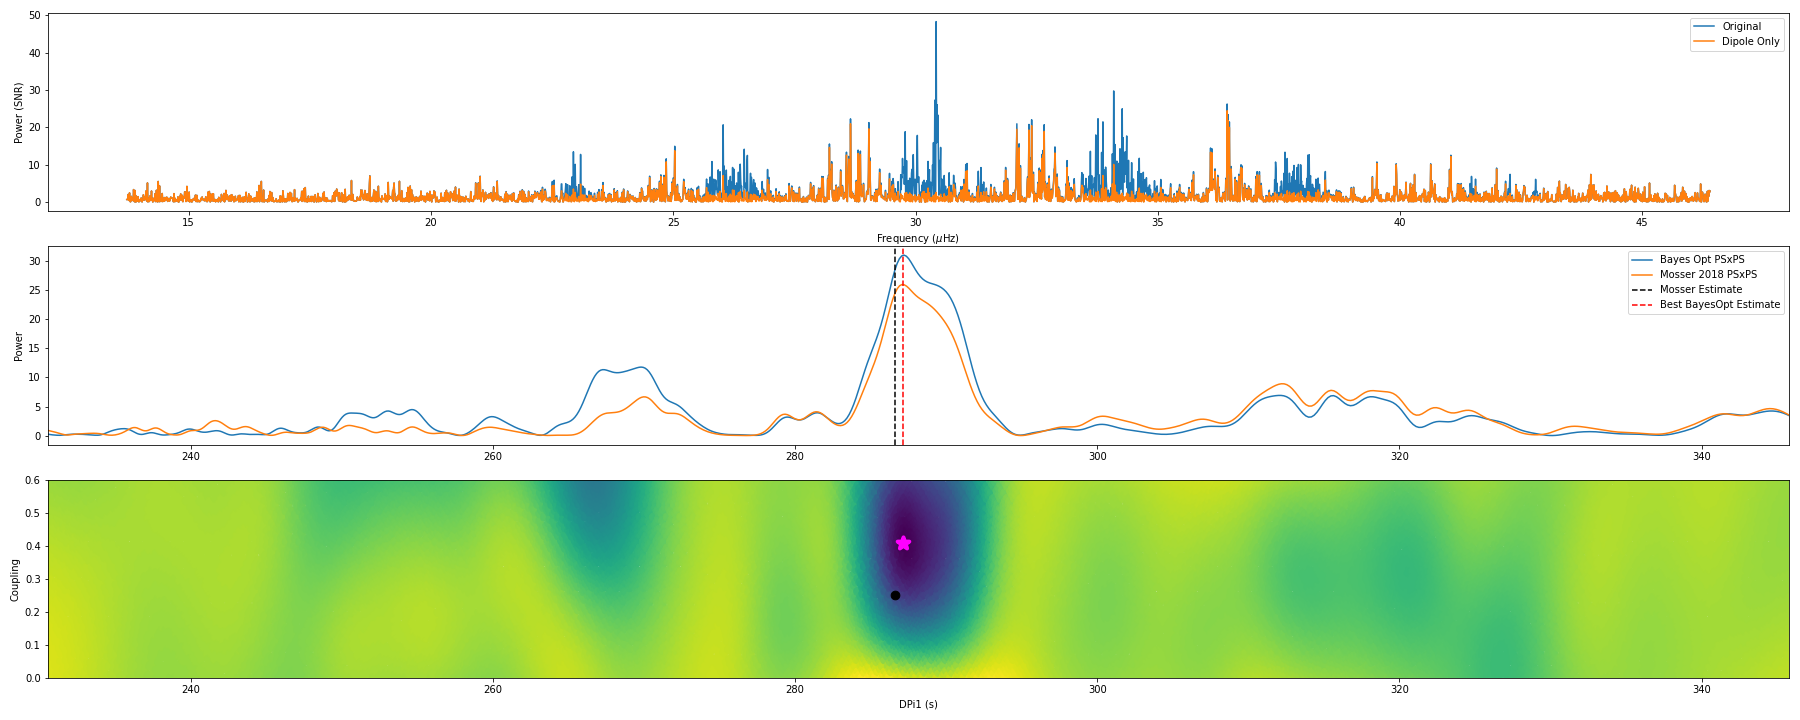 50
40
30
20
10
0
Power (SNR)
Original
Dipole Only
15 20 25 30 35 40 45
Frequency (μHz)
30
25
20
15
10
5
0
Power
Bayes Opt PSxPS
Mosser 2018 PSxPS
Mosser Estimate
Best BayesOpt Estimate
240 260 280 300 320 340
0.6
0.5
0.4
0.3
0.2
0.1
0.0
Coupling
240 260 280 300 320 340
DPi1 (s)